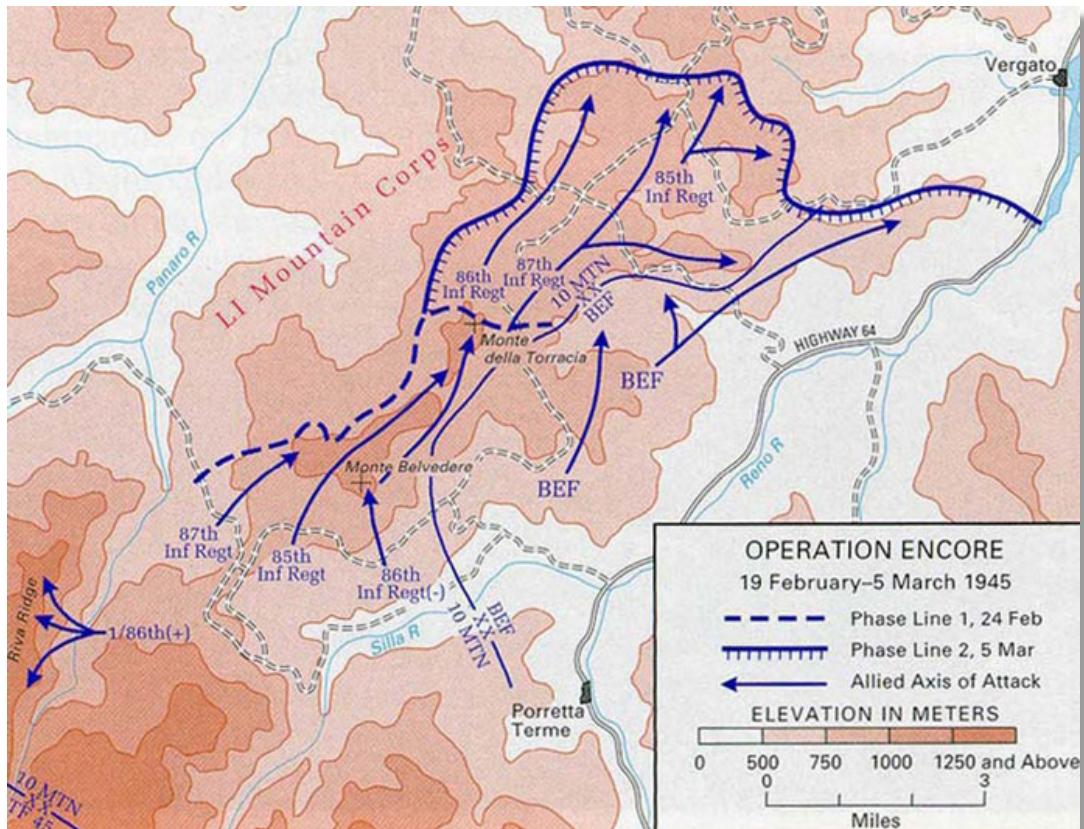 Vergato
LI Mountain Corps
Panaro R
85th
Inf Regt
86th
Inf Regt
87th
Inf Regt
10 MTN
XX
BEF
Monte
della Torracia
HIGHWAY 64
BEF
Reno R
Monte Belvedere
BEF
87th
Inf Regt
85th
Inf Regt
86th
Inf Regt(-)
Riva Ridge
1/86th(+)
Silla R
BEF
XX
10 MTN
Porretta
Terme
10 MTN
XX
TF 45
OPERATION ENCORE
19 February–5 March 1945
Phase Line 1, 24 Feb
Phase Line 2, 5 Mar
Allied Axis of Attack
ELEVATION IN METERS
0 500 750 1000 1250 and Above
0 3
Miles